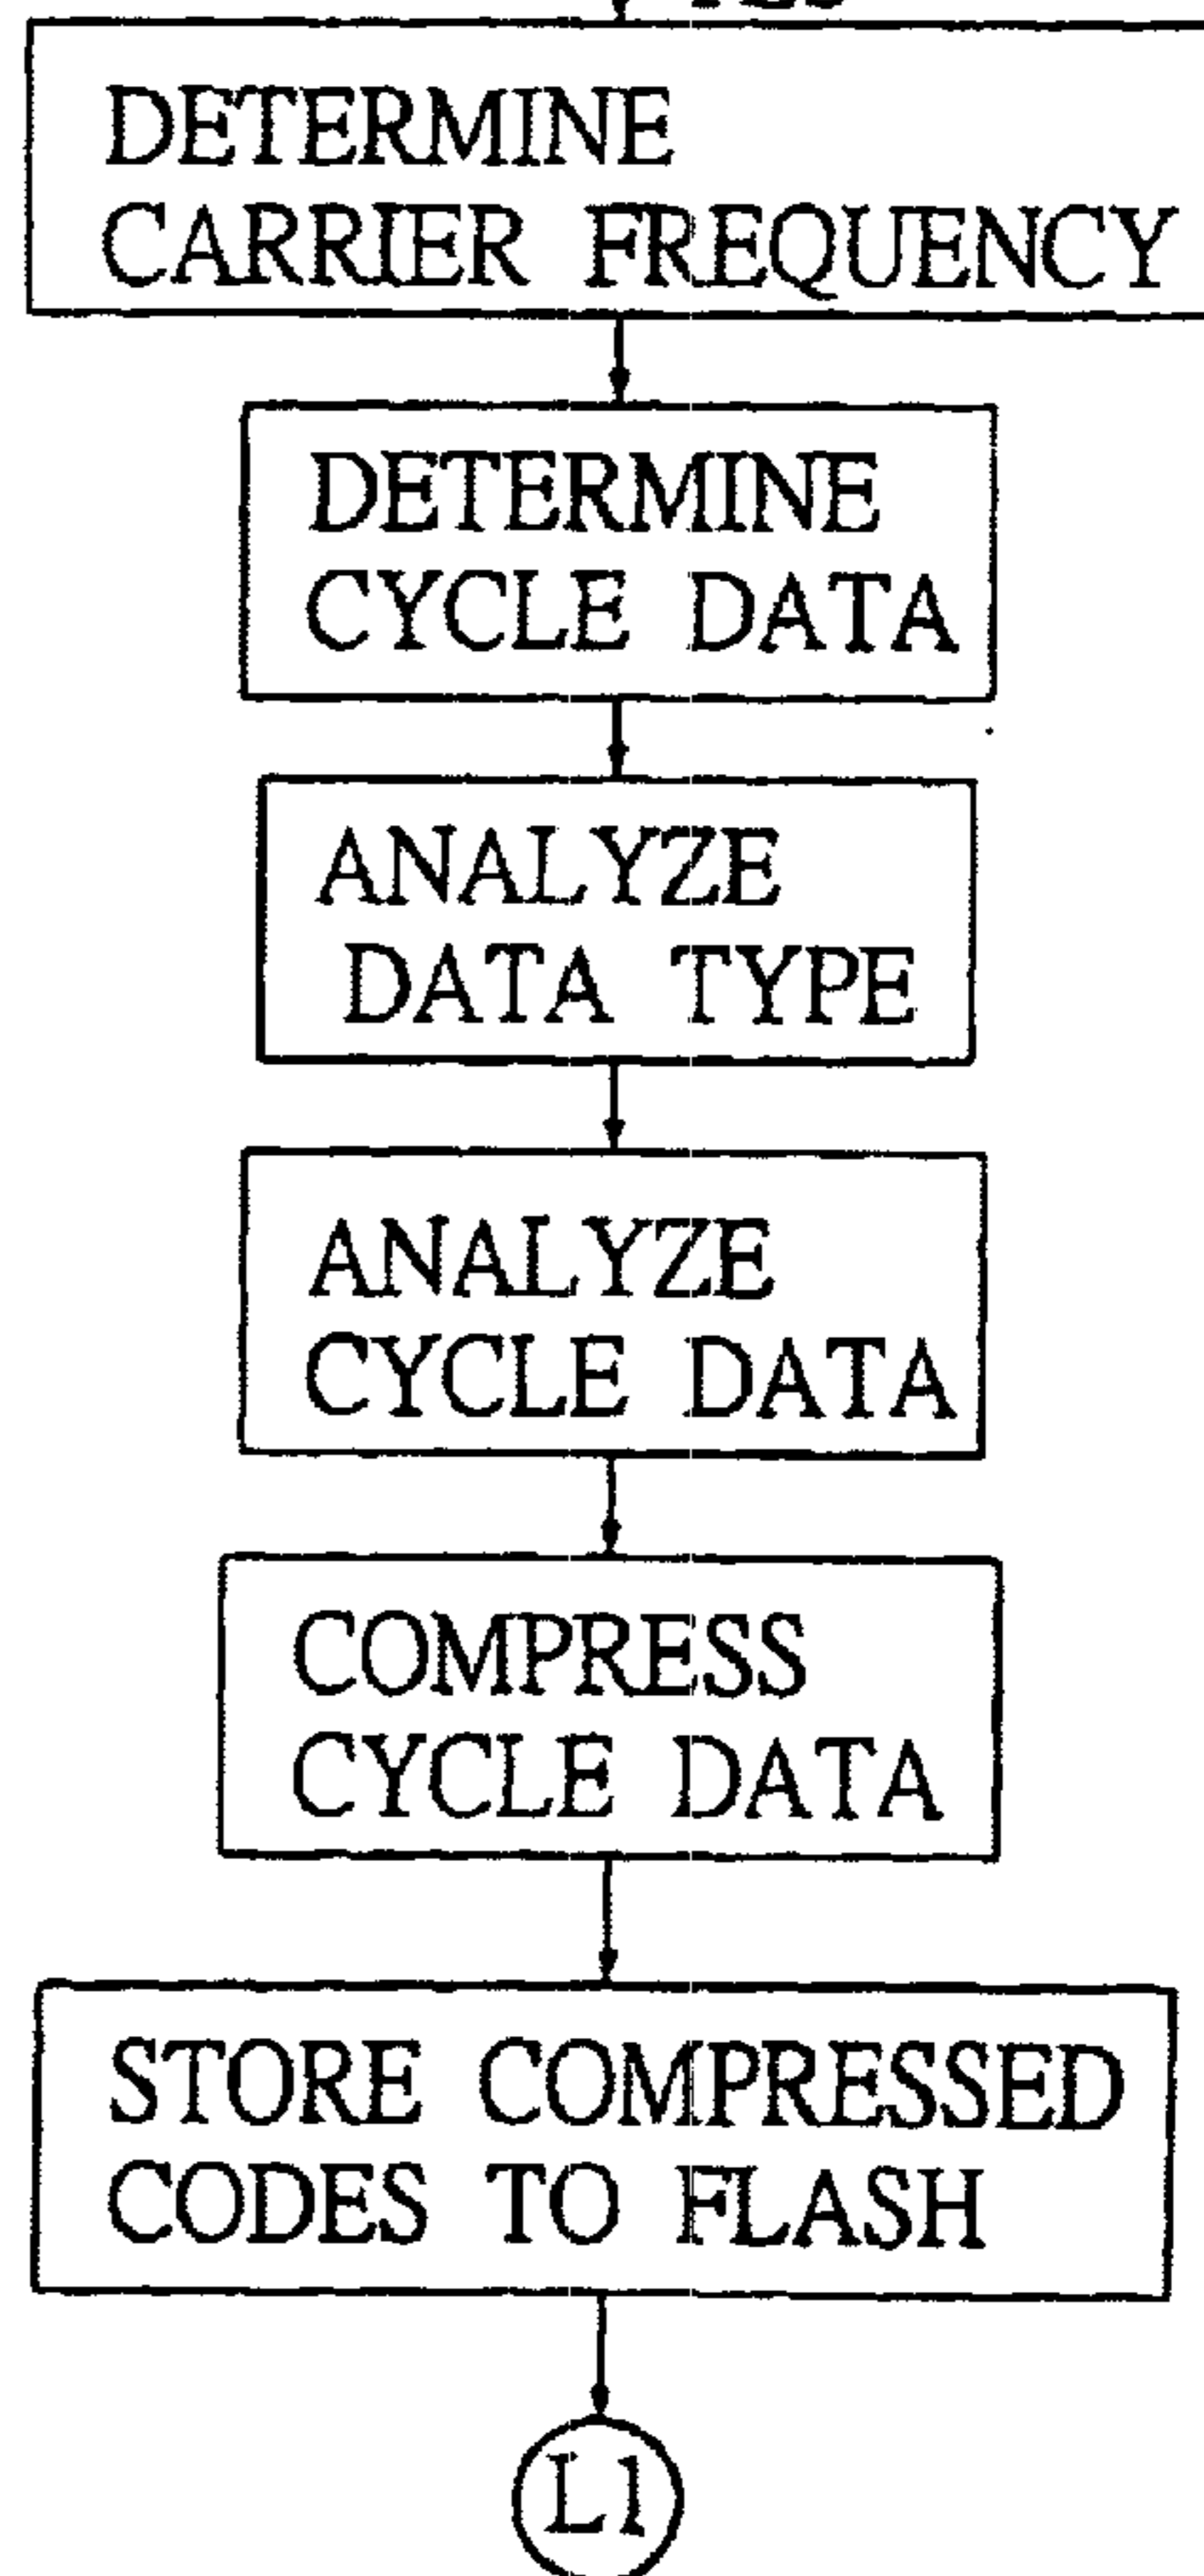 DETERMINE
CARRIER FREQUENCY
DETERMINE
CYCLE DATA
ANALYZE
DATA TYPE
ANALYZE
CYCLE DATA
COMPRESS
CYCLE DATA
STORE COMPRESSED
CODES TO FLASH
L1